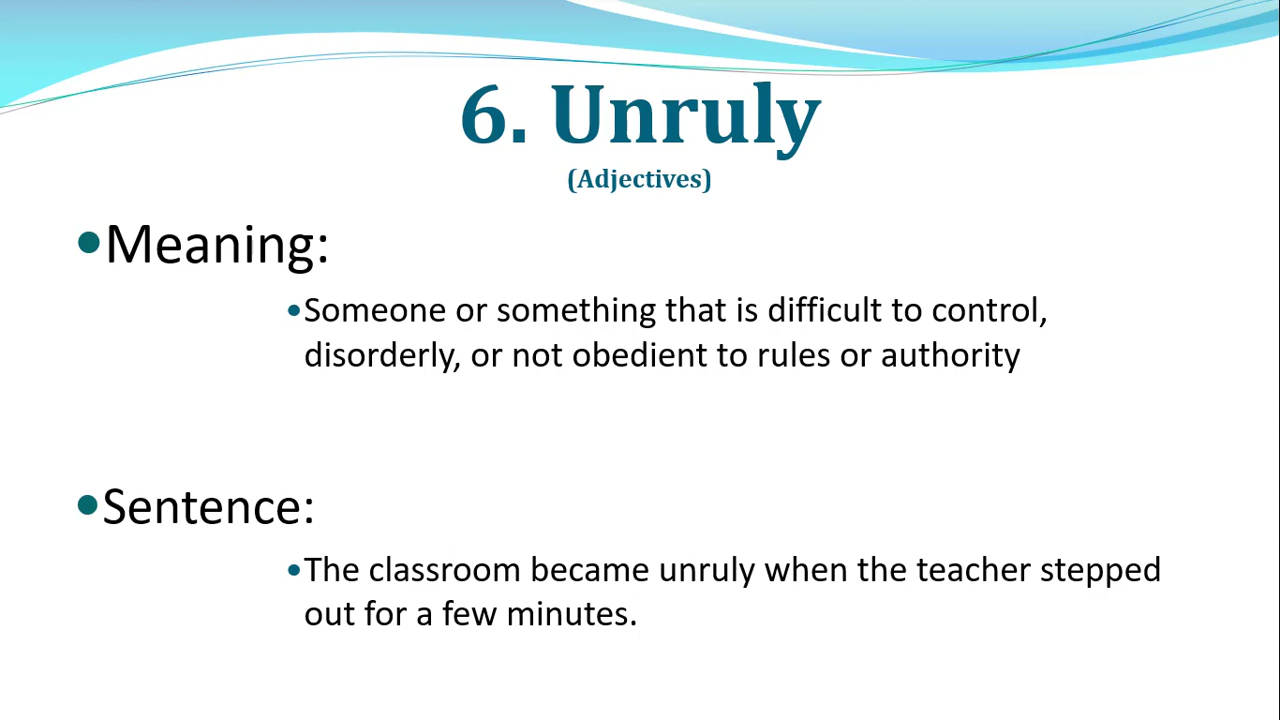 6. Unruly
(Adjectives)
•Meaning:
•Someone or something that is difficult to control,
disorderly, or not obedient to rules or authority
•Sentence:
•The classroom became unruly when the teacher stepped
out for a few minutes.